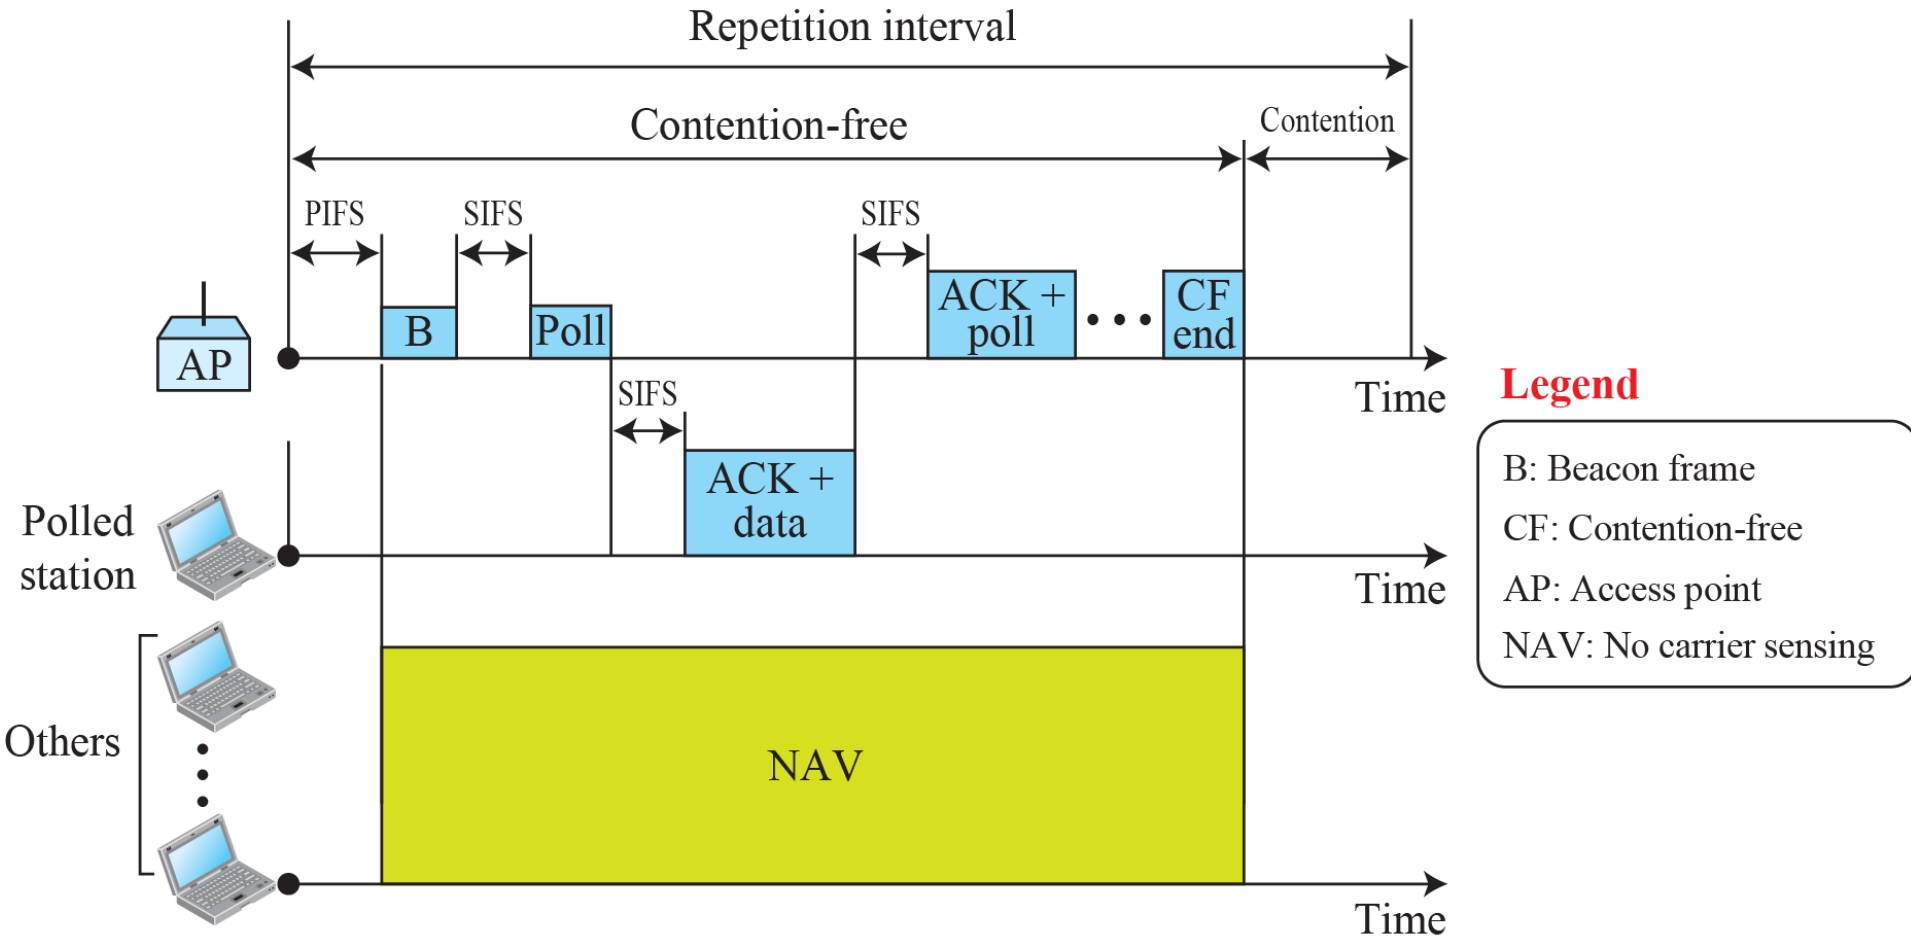 Repetition interval
Contention-free
Contention
PIFS
SIFS
SIFS
B
Poll
ACK +
poll
CF
end
AP
Time
SIFS
ACK +
data
Polled
station
Time
Others
NAV
Time
Legend
B: Beacon frame
CF: Contention-free
AP: Access point
NAV: No carrier sensing